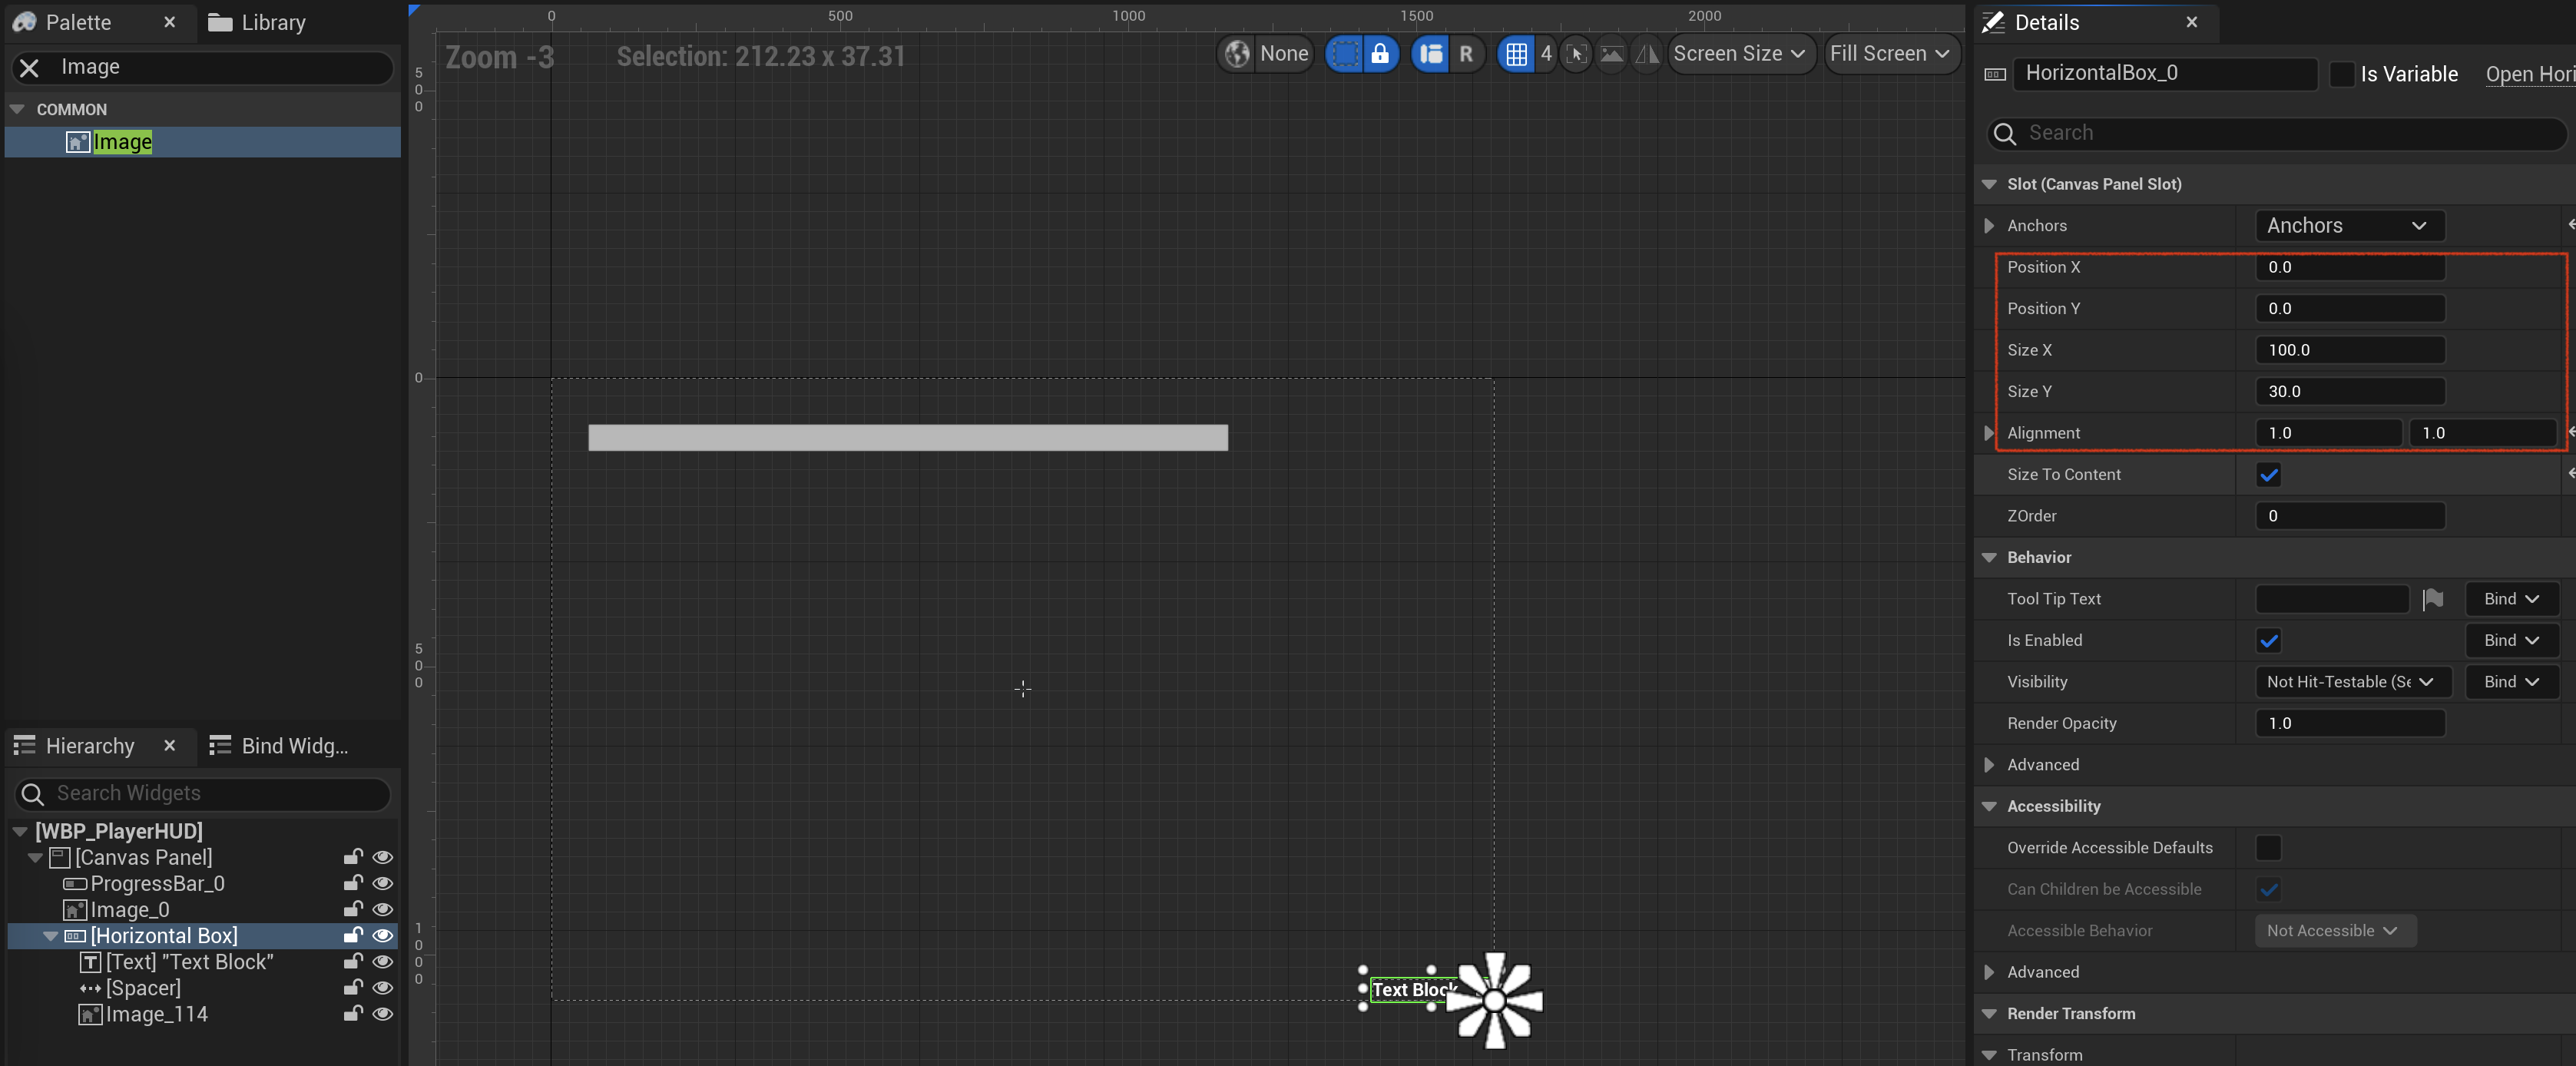 Palette
Library
Image
COMMON
Image
Zoom -3
Selection: 212.23 x 37.31
0
500
1000
1500
2000
None
R
4
Screen Size
Fill Screen
500
0
500
1000
Text Block
Hierarchy
Bind Widg...
Search Widgets
[WBP_PlayerHUD]
[Canvas Panel]
ProgressBar_0
Image_0
[Horizontal Box]
[Text] "Text Block"
[Spacer]
Image_114
Details
HorizontalBox_0
Is Variable
Open Hori
Search
Slot (Canvas Panel Slot)
Anchors Anchors
Position X 0.0
Position Y 0.0
Size X 100.0
Size Y 30.0
Alignment 1.0 1.0
Size To Content
ZOrder 0
Behavior
Tool Tip Text Bind
Is Enabled Bind
Visibility Not Hit-Testable (Se Bind
Render Opacity 1.0
Advanced
Accessibility
Override Accessible Defaults
Can Children be Accessible
Accessible Behavior Not Accessible
Advanced
Render Transform
Transform